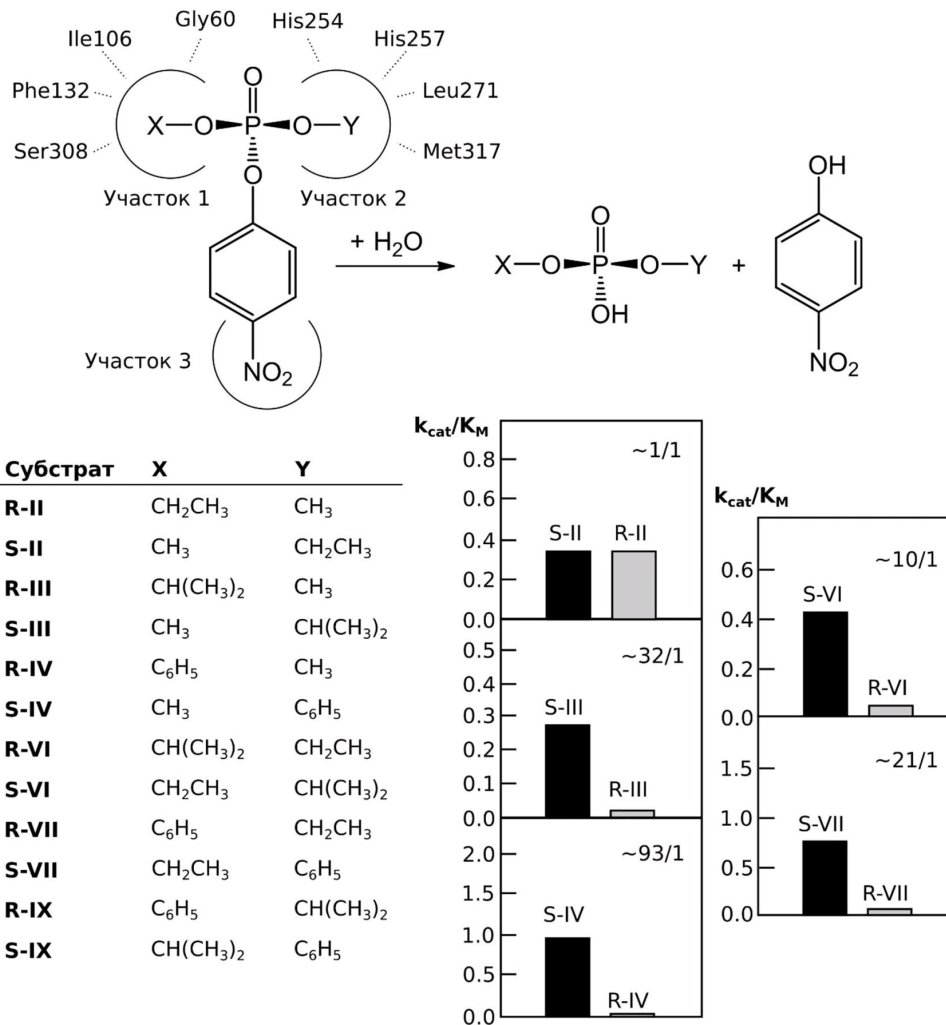 Gly60
His254
Ile106
His257
Phe132
Leu271
Ser308
Met317
O
X–O P O–Y
O
Участок 1
Участок 2
+ H₂O
Участок 3
NO₂
O
X–O P O–Y
OH
+
OH
NO₂
Субстрат X Y
R-II CH₂CH₃ CH₃
S-II CH₃ CH₂CH₃
R-III CH(CH₃)₂ CH₃
S-III CH₃ CH(CH₃)₂
R-IV C₆H₅ CH₃
S-IV CH₃ C₆H₅
R-VI CH(CH₃)₂ CH₂CH₃
S-VI CH₂CH₃ CH(CH₃)₂
R-VII C₆H₅ CH₂CH₃
S-VII CH₂CH₃ C₆H₅
R-IX C₆H₅ CH(CH₃)₂
S-IX CH(CH₃)₂ C₆H₅
k_cat/K_M
~1/1
0.8
0.6
0.4
0.2
0.0
S-II R-II
~32/1
0.5
0.4
0.3
0.2
0.1
0.0
S-III
R-III
~93/1
2.0
1.5
1.0
0.5
0.0
S-IV
R-IV
k_cat/K_M
~10/1
0.6
0.4
0.2
0.0
S-VI
R-VI
~21/1
1.5
1.0
0.5
0.0
S-VII
R-VII